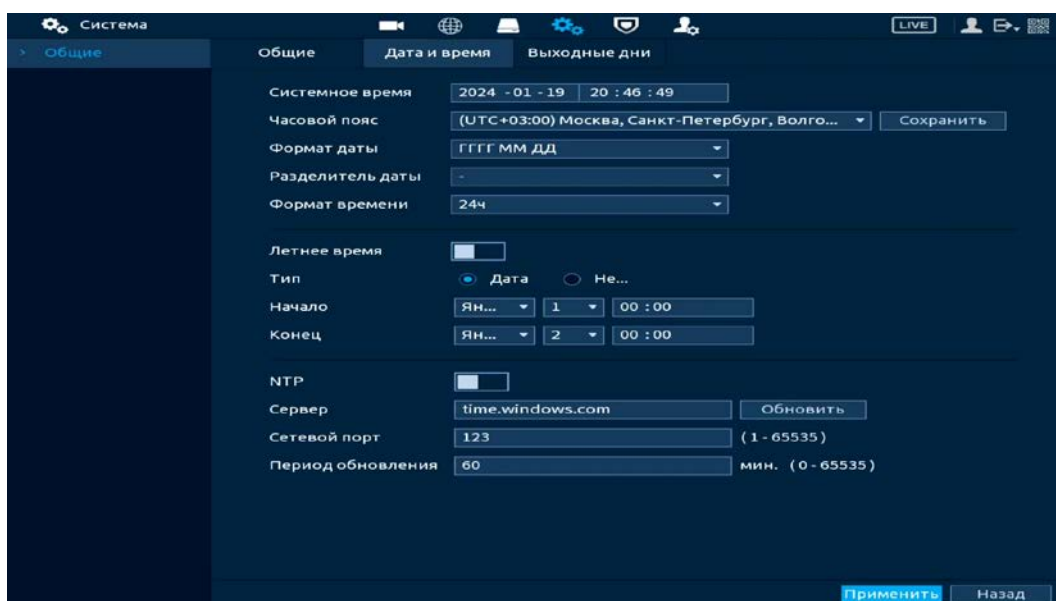 Система LIVE
> Общие Общие Дата и время Выходные дни
Системное время 2024 - 01 - 19 20 : 46 : 49
Часовой пояс (UTC+03:00) Москва, Санкт-Петербург, Волго... Сохранить
Формат даты ГГГГ ММ ДД
Разделитель даты -
Формат времени 24ч
Летнее время
Тип Дата Не...
Начало Ян... 1 00 : 00
Конец Ян... 2 00 : 00
NTP
Сервер time.windows.com Обновить
Сетевой порт 123 (1 - 65535)
Период обновления 60 мин. (0 - 65535)
Применить Назад